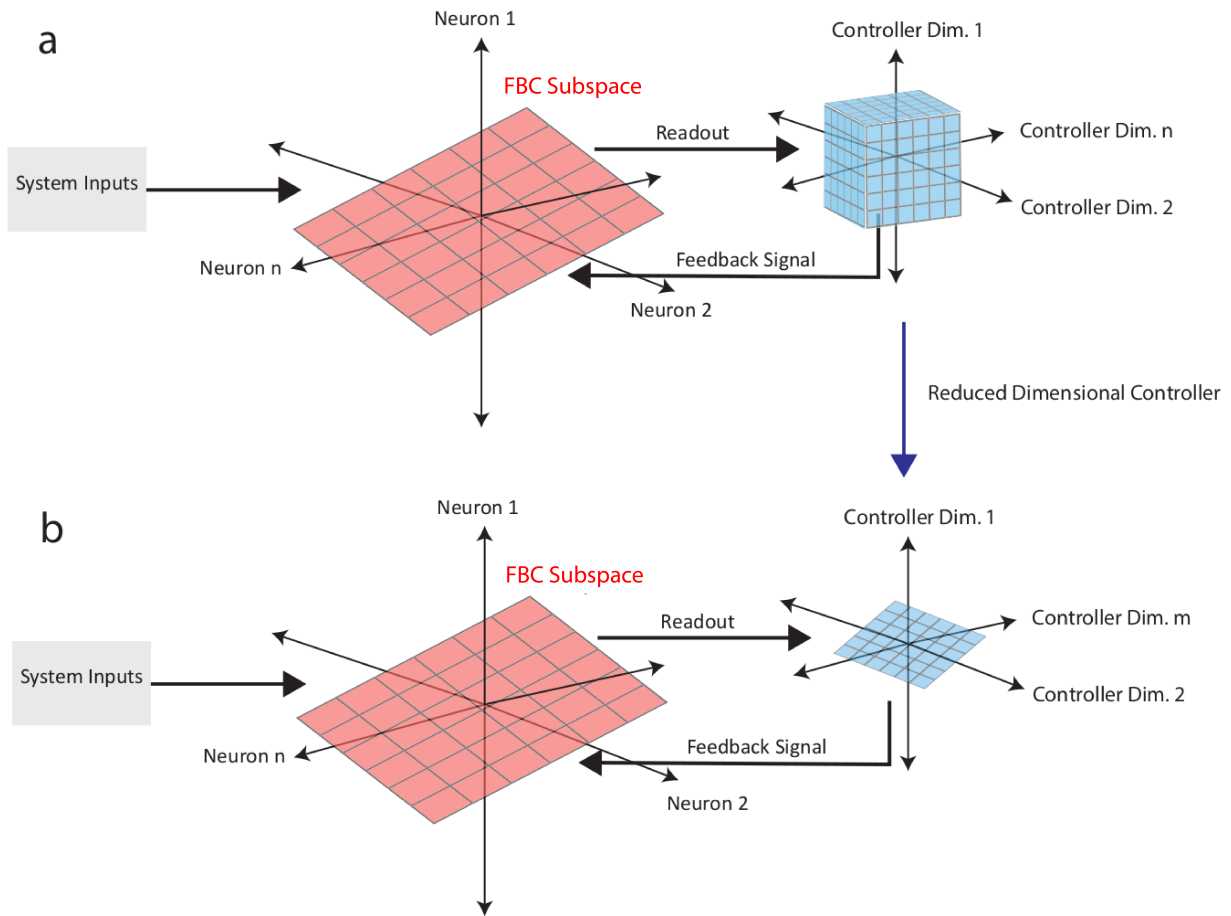 a
Neuron 1
Controller Dim. 1
FBC Subspace
Readout
Controller Dim. n
System Inputs
Controller Dim. 2
Neuron n
Feedback Signal
Neuron 2
Reduced Dimensional Controller
b
Neuron 1
Controller Dim. 1
FBC Subspace
Readout
Controller Dim. m
System Inputs
Controller Dim. 2
Neuron n
Feedback Signal
Neuron 2